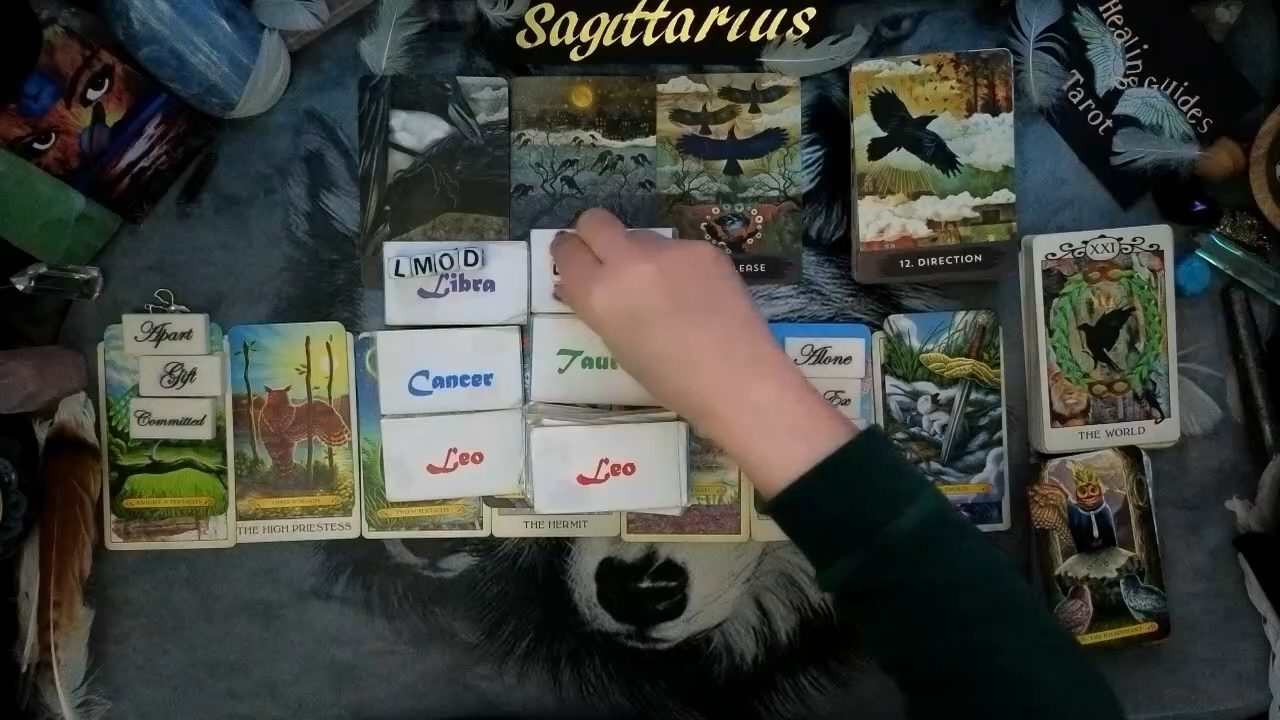 Sagittarius
Healing Guides
Tarot
12. DIRECTION
LMOD
Libra
XXI
Apart
Gift
Committed
Cancer
Alone
Ex
Leo
Leo
THE WORLD
THE HIGH PRIESTESS
THE HERMIT